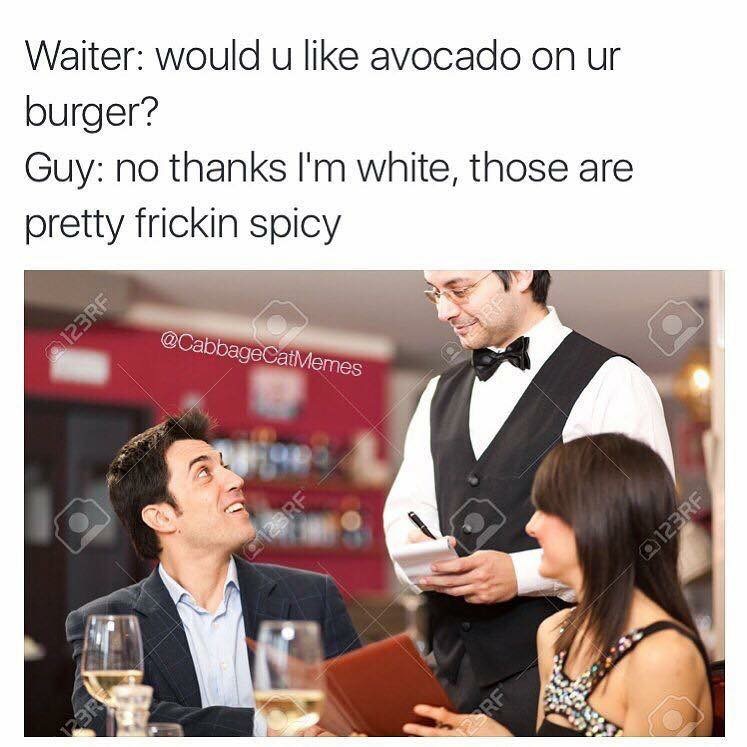 Waiter: would u like avocado on ur
burger?
Guy: no thanks I'm white, those are
pretty frickin spicy
@CabbageCatMemes
123RF
123RF
123RF
123RF
123RF